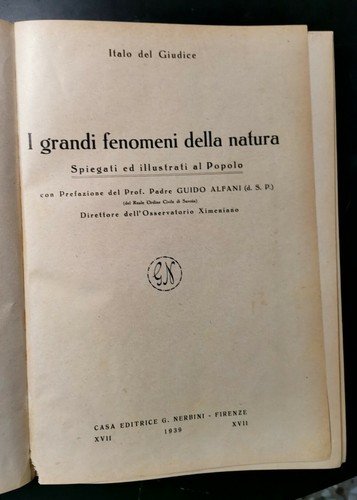 Italo del Giudice
I grandi fenomeni della natura
Spiegati ed illustrati al Popolo
con Prefazione del Prof. Padre GUIDO ALFANI (d. S. P.)
(del Reale Ordine Civile di Savoia)
Direttore dell'Osservatorio Ximeniano
GN
CASA EDITRICE G. NERBINI - FIRENZE
XVII 1939 XVII